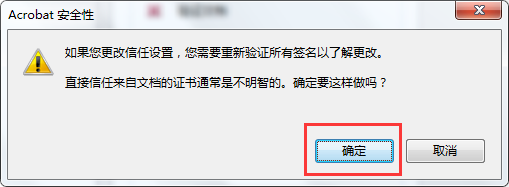 Acrobat 安全性
如果您更改信任设置，您需要重新验证所有签名以了解更改。
直接信任来自文档的证书通常是不明智的。确定要这样做吗？
确定
取消